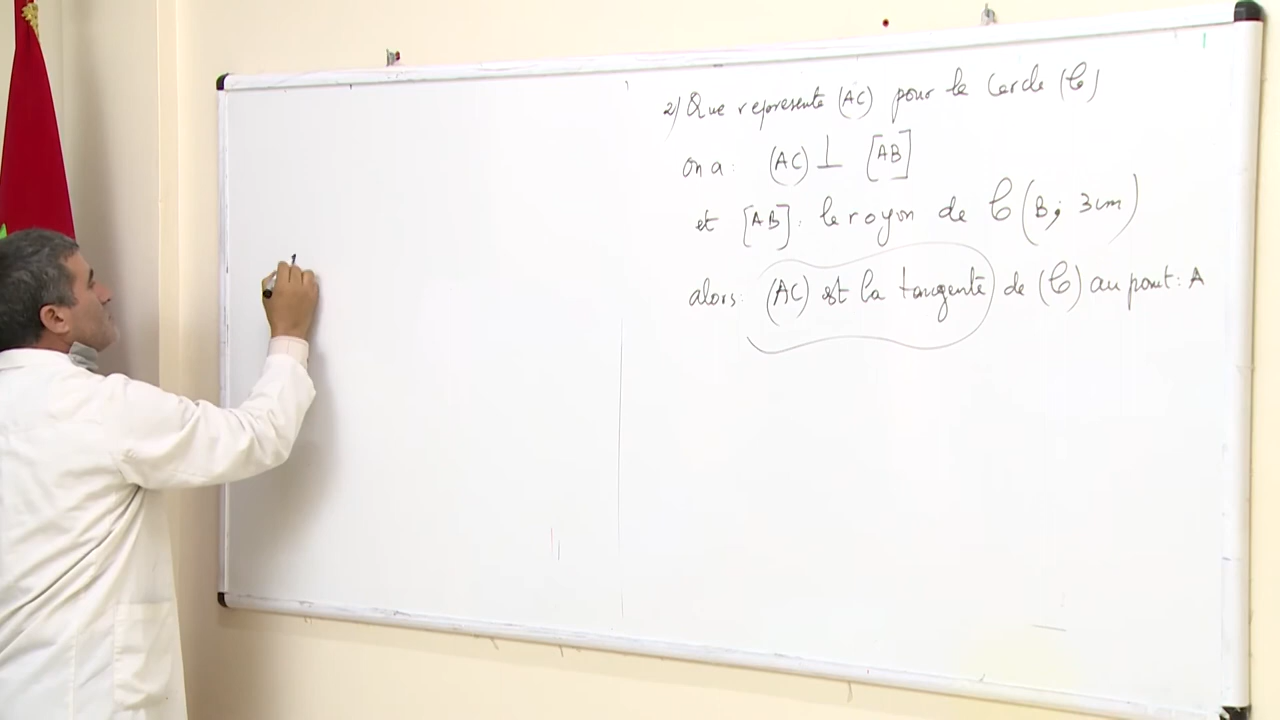 2) Que représente (AC) pour le Cercle (C)
on a : (AC) ⊥ [AB]
et [AB] : le rayon de C(B; 3cm)
alors : (AC) est la tangente de (C) au point : A